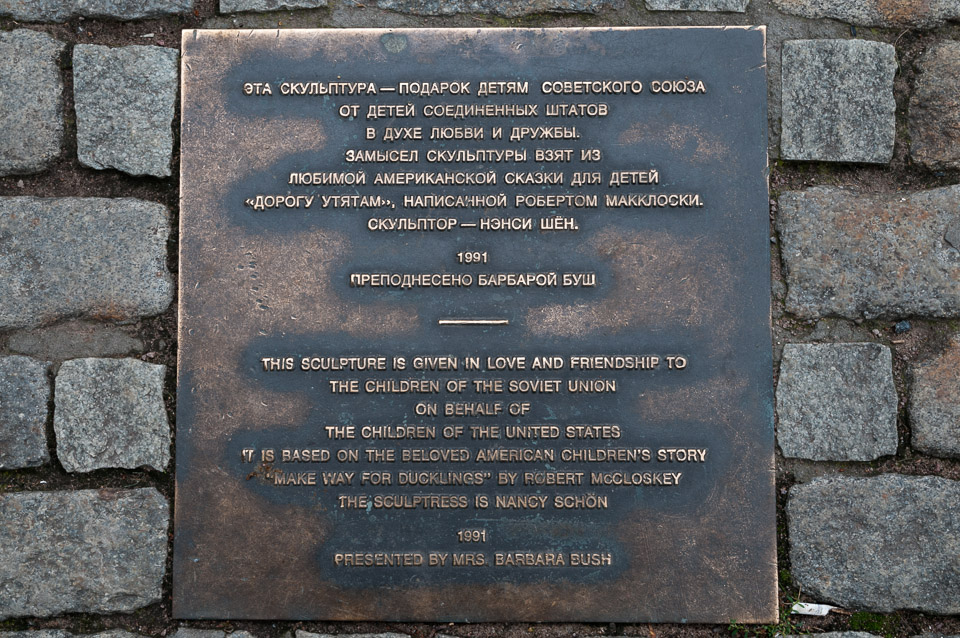 ЭТА СКУЛЬПТУРА — ПОДАРОК ДЕТЯМ СОВЕТСКОГО СОЮЗА
ОТ ДЕТЕЙ СОЕДИНЕННЫХ ШТАТОВ
В ДУХЕ ЛЮБВИ И ДРУЖБЫ.
ЗАМЫСЕЛ СКУЛЬПТУРЫ ВЗЯТ ИЗ
ЛЮБИМОЙ АМЕРИКАНСКОЙ СКАЗКИ ДЛЯ ДЕТЕЙ
«ДОРОГУ УТЯТАМ», НАПИСАННОЙ РОБЕРТОМ МАККЛОСКИ.
СКУЛЬПТОР — НЭНСИ ШЁН.
1991
ПРЕПОДНЕСЕНО БАРБАРОЙ БУШ
THIS SCULPTURE IS GIVEN IN LOVE AND FRIENDSHIP TO
THE CHILDREN OF THE SOVIET UNION
ON BEHALF OF
THE CHILDREN OF THE UNITED STATES
IT IS BASED ON THE BELOVED AMERICAN CHILDREN'S STORY
"MAKE WAY FOR DUCKLINGS" BY ROBERT McCLOSKEY
THE SCULPTRESS IS NANCY SCHÖN
1991
PRESENTED BY MRS. BARBARA BUSH